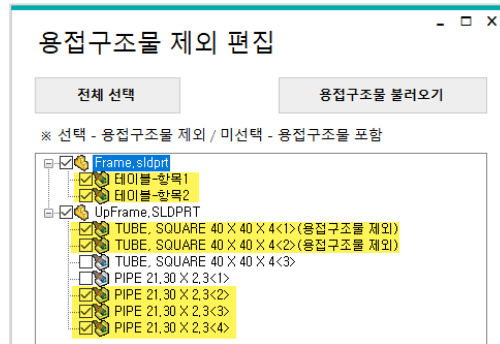 용접구조물 제외 편집
전체 선택
용접구조물 불러오기
※ 선택 - 용접구조물 제외 / 미선택 - 용접구조물 포함
Frame.sldprt
테이블-항목1
테이블-항목2
UpFrame.SLDPRT
TUBE, SQUARE 40 X 40 X 4<1>(용접구조물 제외)
TUBE, SQUARE 40 X 40 X 4<2>(용접구조물 제외)
TUBE, SQUARE 40 X 40 X 4<3>
PIPE 21.30 X 2.3<1>
PIPE 21.30 X 2.3<2>
PIPE 21.30 X 2.3<3>
PIPE 21.30 X 2.3<4>